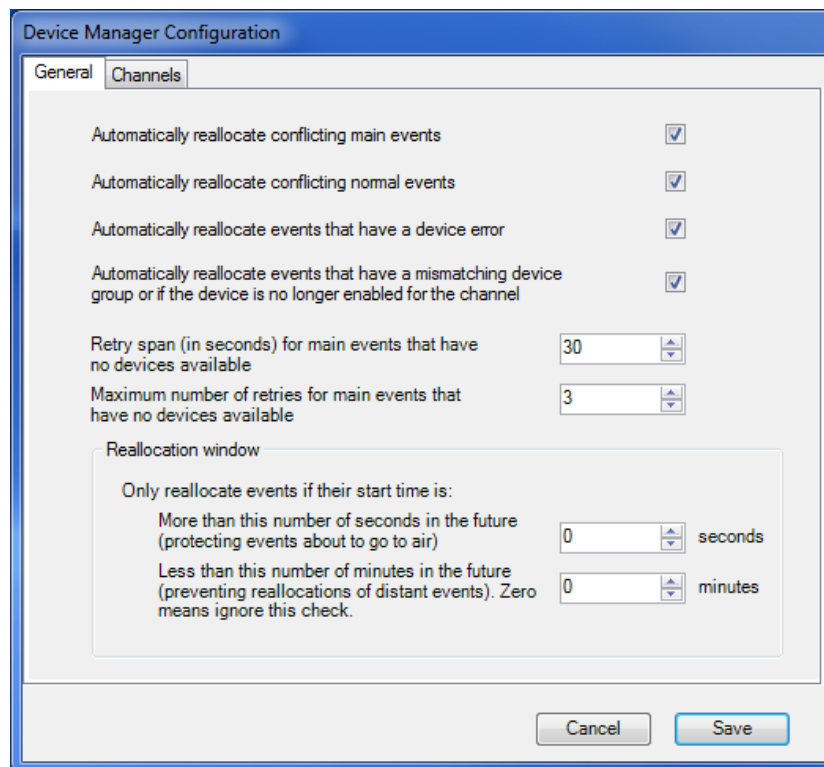 Device Manager Configuration
General
Channels
Automatically reallocate conflicting main events
Automatically reallocate conflicting normal events
Automatically reallocate events that have a device error
Automatically reallocate events that have a mismatching device
group or if the device is no longer enabled for the channel
Retry span (in seconds) for main events that have
no devices available
30
Maximum number of retries for main events that
have no devices available
3
Reallocation window
Only reallocate events if their start time is:
More than this number of seconds in the future
(protecting events about to go to air)
0 seconds
Less than this number of minutes in the future
(preventing reallocations of distant events). Zero
means ignore this check.
0 minutes
Cancel
Save